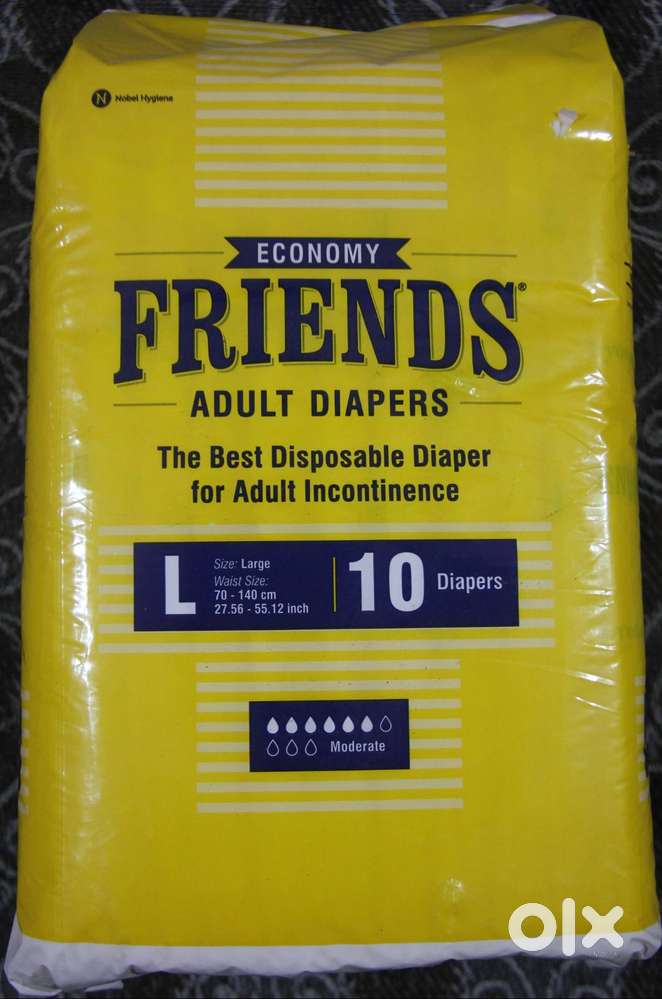 N Nobel Hygiene
ECONOMY
FRIENDS®
ADULT DIAPERS
The Best Disposable Diaper
for Adult Incontinence
L
Size: Large
Waist Size:
70 - 140 cm
27.56 - 55.12 inch
10 Diapers
Moderate
olx